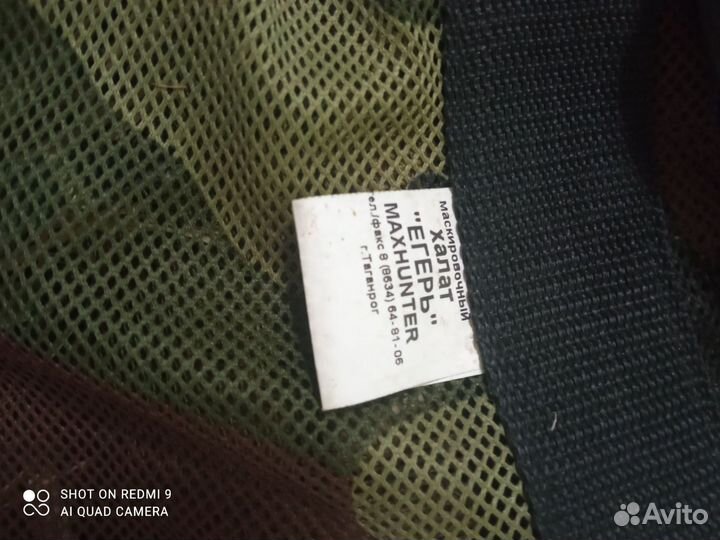 маскировочный
халат
"ЕГЕРЬ"
MAXHUNTER
ел./факс 8 (8634) 64-81-06
г.Таганрог
SHOT ON REDMI 9
AI QUAD CAMERA
Avito